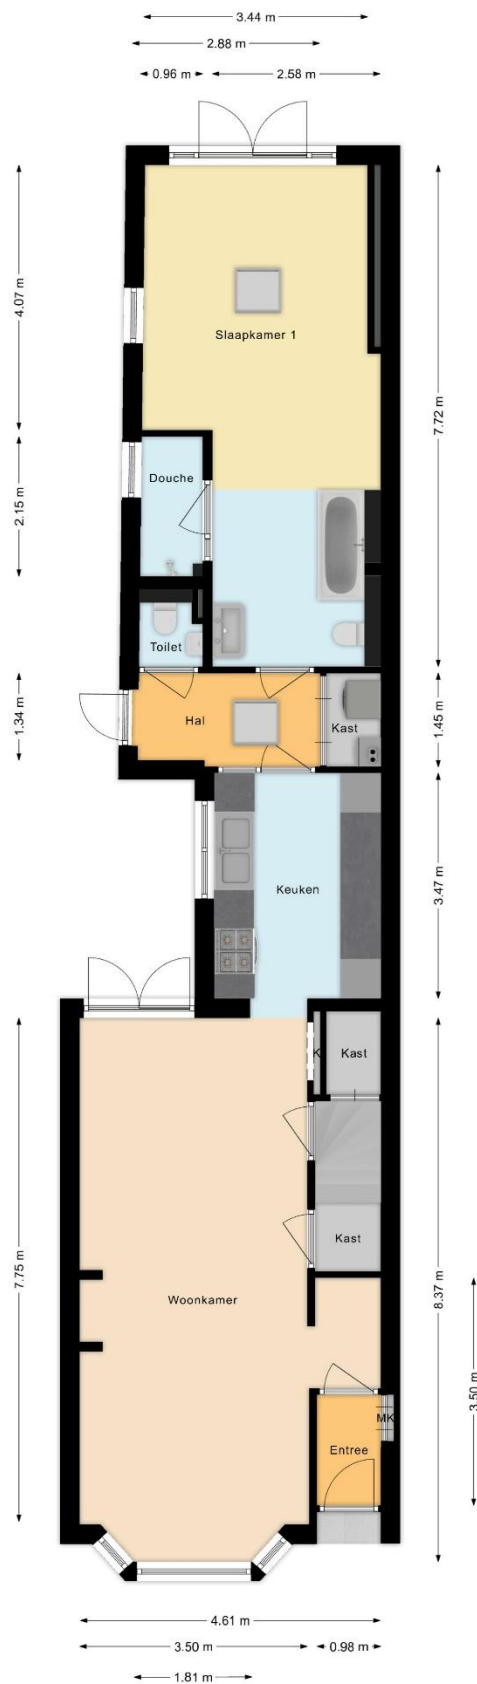 3.44 m
2.88 m
0.96 m
2.58 m
4.07 m
Slaapkamer 1
7.72 m
Douche
2.15 m
Toilet
Hal
Kast
1.34 m
1.45 m
Keuken
3.47 m
K
Kast
Kast
7.75 m
Woonkamer
8.37 m
3.50 m
MK
Entree
4.61 m
3.50 m
0.98 m
1.81 m